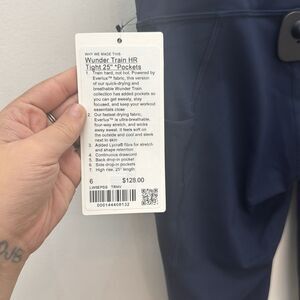 WHY WE MADE THIS
Wunder Train HR
Tight 25" *Pockets
1. Train hard, not hot. Powered by
Everlux™ fabric, this version
of our quick-drying and
breathable Wunder Train
collection has added pockets so
you can get sweaty, stay
focused, and keep your workout
essentials close
2. Our fastest drying fabric,
Everlux™ is ultra-breathable,
four-way stretch, and wicks
away sweat. It feels soft on
the outside and cool and sleek
next to skin
3. Added Lycra® fibre for stretch
and shape retention
4. Continuous drawcord
5. Back drop-in pocket
6. Side drop-in pockets
7. High rise, 25" length
6 $128.00
LW5EPDS TRNV
000144408132